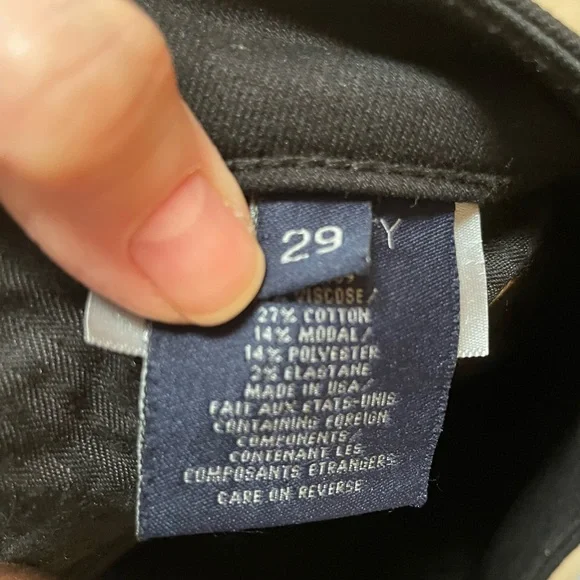 29
Y
VISCOSE/
27% COTTON
14% MODAL/
14% POLYESTER
2% ELASTANE
MADE IN USA/
FAIT AUX ETATS-UNIS
CONTAINING FOREIGN
COMPONENTS/
CONTENANT LES
COMPOSANTS ETRANGERS
CARE ON REVERSE